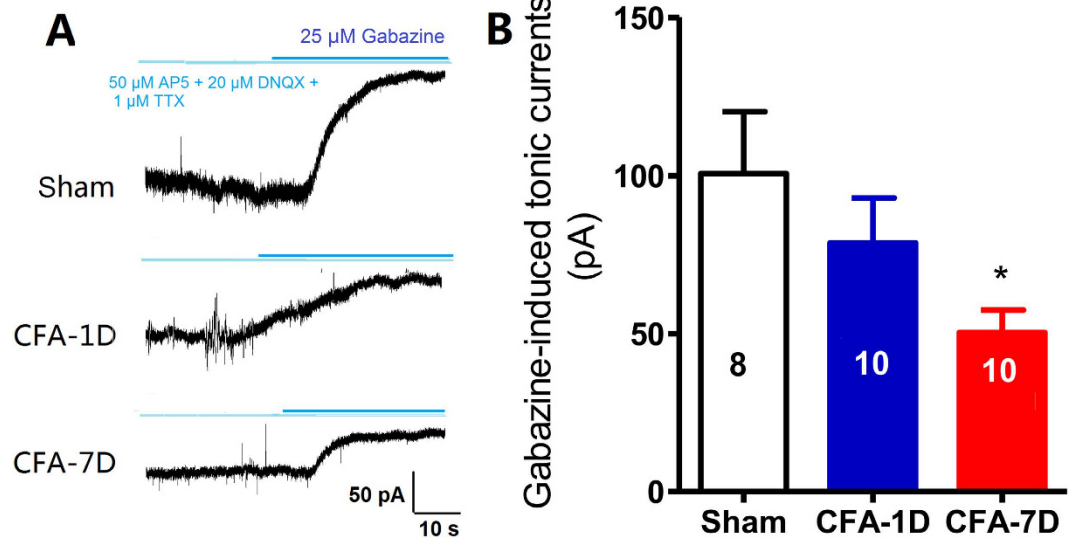 A
25 μM Gabazine
50 μM AP5 + 20 μM DNQX +
1 μM TTX
Sham
CFA-1D
CFA-7D
50 pA
10 s
B
Gabazine-induced tonic currents
(pA)
150
100
50
0
*
8
10
10
Sham
CFA-1D
CFA-7D